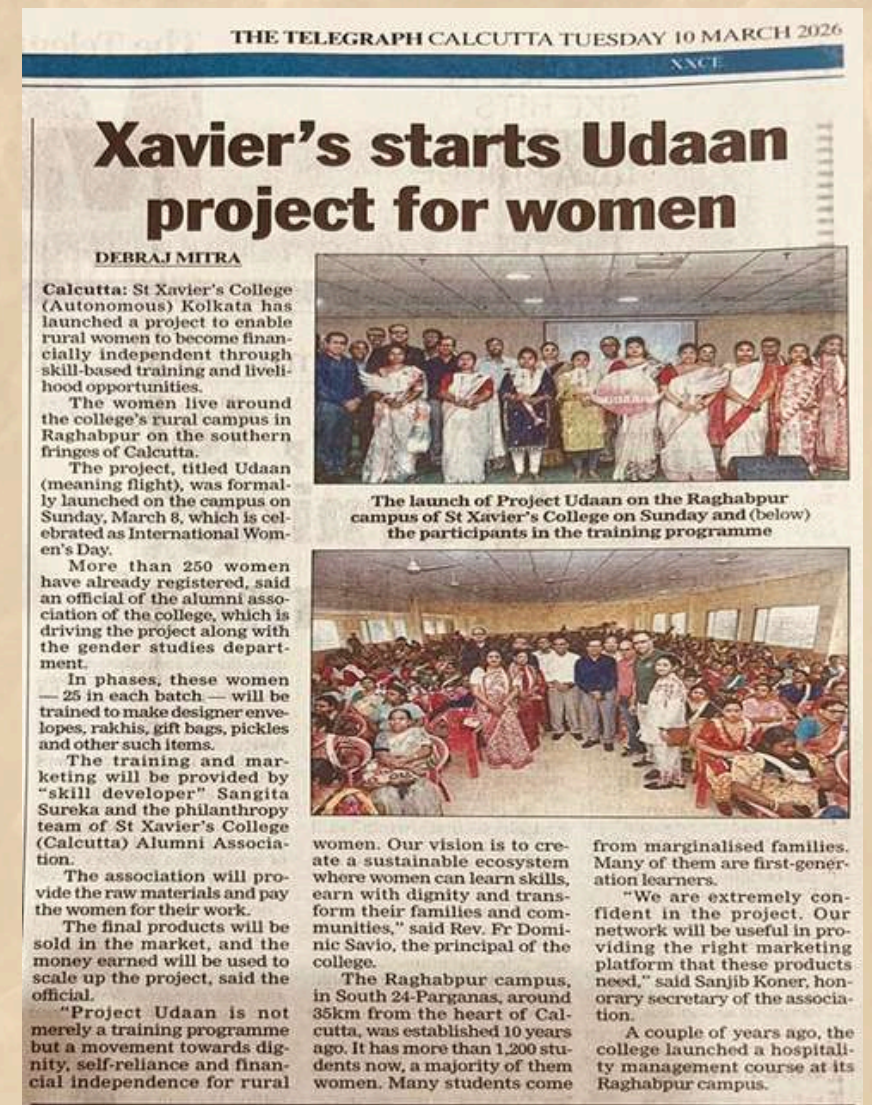 THE TELEGRAPH CALCUTTA TUESDAY 10 MARCH 2026
XXCE
Xavier's starts Udaan
project for women
DEBRAJ MITRA
Calcutta: St Xavier's College
(Autonomous) Kolkata has
launched a project to enable
rural women to become finan-
cially independent through
skill-based training and liveli-
hood opportunities.
The women live around
the college's rural campus in
Raghabpur on the southern
fringes of Calcutta.
The project, titled Udaan
(meaning flight), was formal-
ly launched on the campus on
Sunday, March 8, which is cel-
ebrated as International Wom-
en's Day.
More than 250 women
have already registered, said
an official of the alumni asso-
ciation of the college, which is
driving the project along with
the gender studies depart-
ment.
In phases, these women
— 25 in each batch — will be
trained to make designer enve-
lopes, rakhis, gift bags, pickles
and other such items.
The training and mar-
keting will be provided by
"skill developer" Sangita
Sureka and the philanthropy
team of St Xavier's College
(Calcutta) Alumni Associa-
tion.
The association will pro-
vide the raw materials and pay
the women for their work.
The final products will be
sold in the market, and the
money earned will be used to
scale up the project, said the
official.
"Project Udaan is not
merely a training programme
but a movement towards dig-
nity, self-reliance and finan-
cial independence for rural
The launch of Project Udaan on the Raghabpur
campus of St Xavier's College on Sunday and (below)
the participants in the training programme
women. Our vision is to cre-
ate a sustainable ecosystem
where women can learn skills,
earn with dignity and trans-
form their families and com-
munities," said Rev. Fr Domi-
nic Savio, the principal of the
college.
The Raghabpur campus,
in South 24-Parganas, around
35km from the heart of Cal-
cutta, was established 10 years
ago. It has more than 1,200 stu-
dents now, a majority of them
women. Many students come
from marginalised families.
Many of them are first-gener-
ation learners.
"We are extremely con-
fident in the project. Our
network will be useful in pro-
viding the right marketing
platform that these products
need," said Sanjib Koner, hon-
orary secretary of the associa-
tion.
A couple of years ago, the
college launched a hospitali-
ty management course at its
Raghabpur campus.